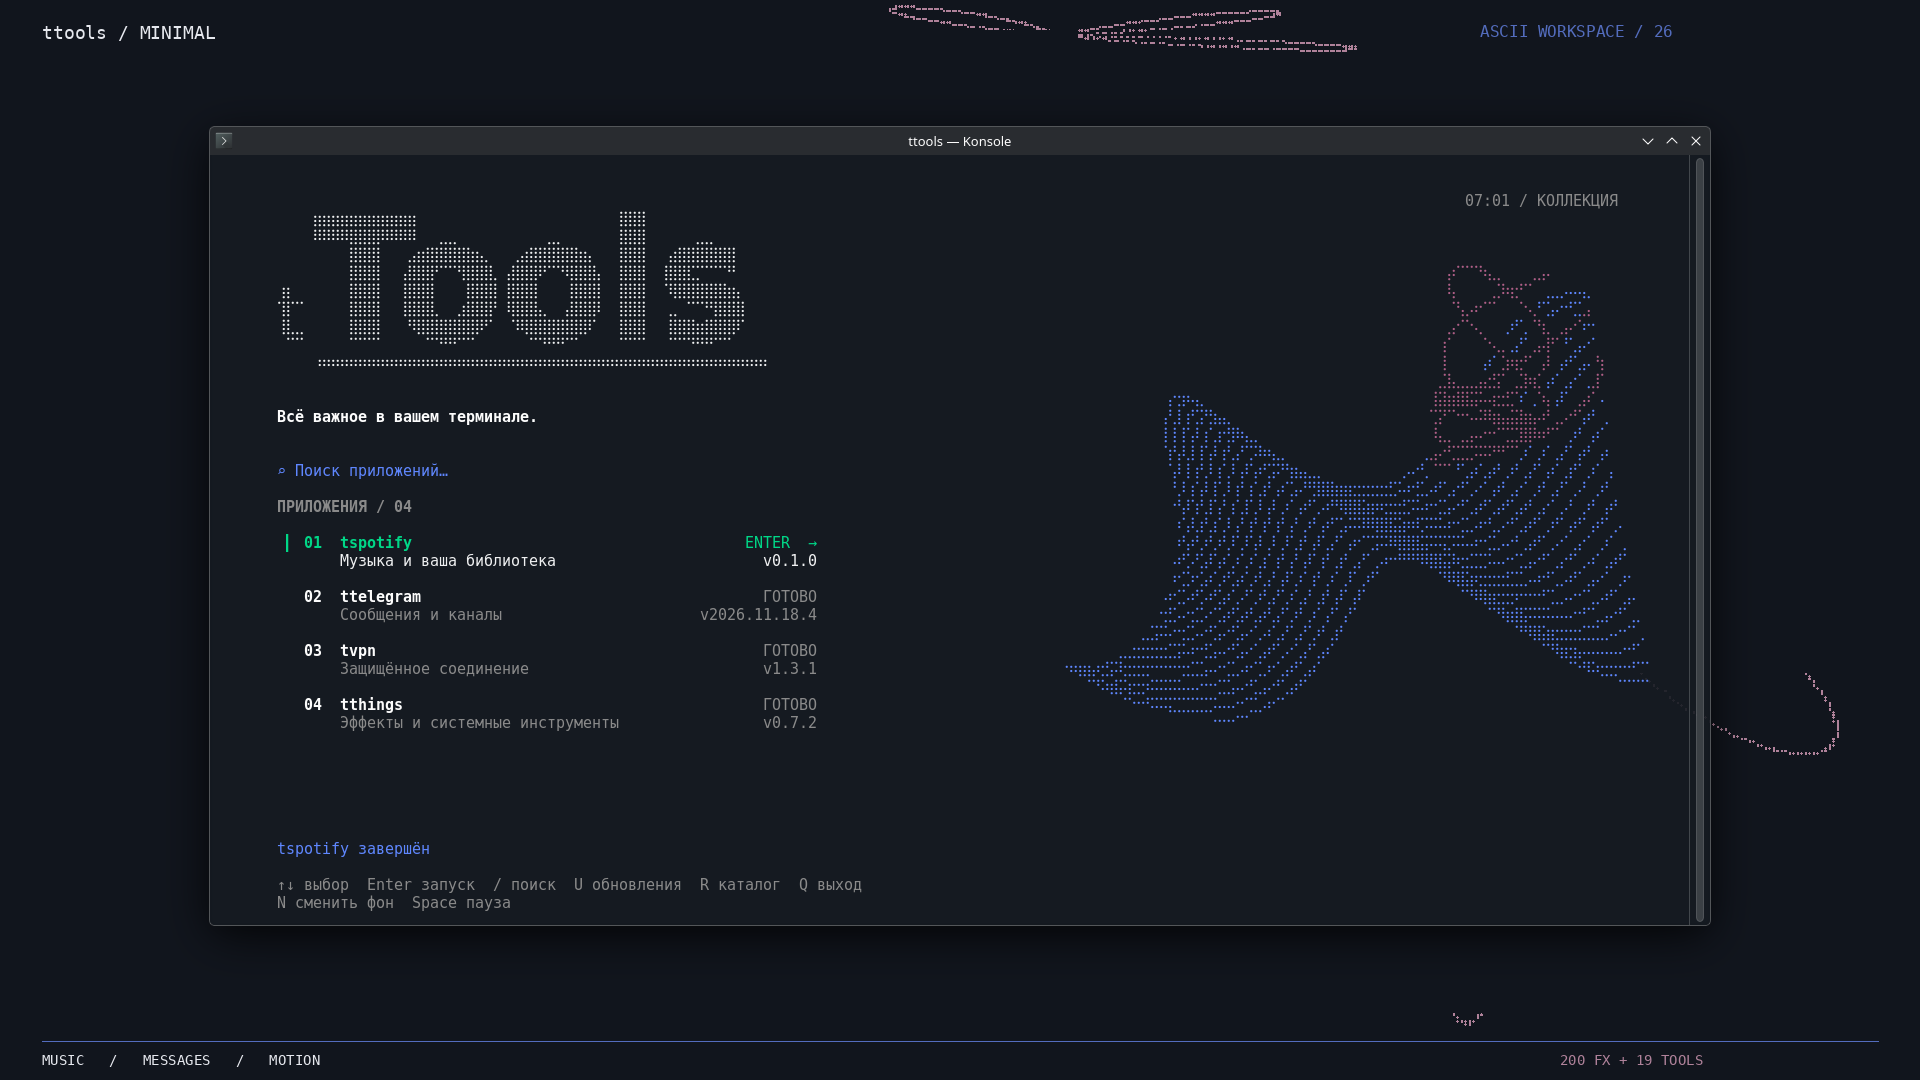 ttools / MINIMAL
ASCII WORKSPACE / 26
ttools — Konsole
07:01 / КОЛЛЕКЦИЯ
tTools
Всё важное в вашем терминале.
⌕ Поиск приложений…
ПРИЛОЖЕНИЯ / 04
01 tspotify ENTER →
Музыка и ваша библиотека v0.1.0
02 ttelegram ГОТОВО
Сообщения и каналы v2026.11.18.4
03 tvpn ГОТОВО
Защищённое соединение v1.3.1
04 tthings ГОТОВО
Эффекты и системные инструменты v0.7.2
tspotify завершён
↑↓ выбор Enter запуск / поиск U обновления R каталог Q выход
N сменить фон Space пауза
MUSIC / MESSAGES / MOTION
200 FX + 19 TOOLS